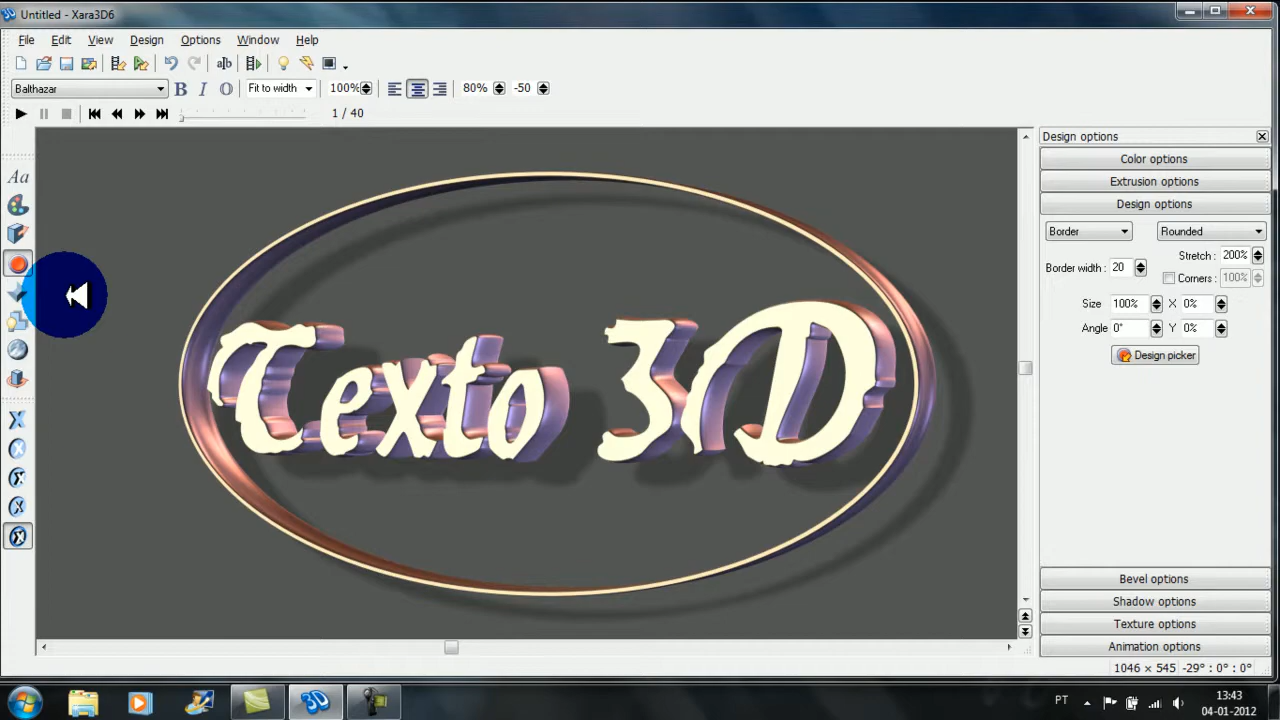 Untitled - Xara3D6
File Edit View Design Options Window Help
a|b
Balthazar B I O Fit to width 100% 80% -50
1 / 40
Design options
Color options
Extrusion options
Design options
Border Rounded
Stretch: 200%
Border width: 20 Corners: 100%
Size 100% X 0%
Angle 0° Y 0%
Design picker
Aa
Texto 3D
Bevel options
Shadow options
Texture options
Animation options
1046 × 545 -29° : 0° : 0°
3D PT 13:43
04-01-2012